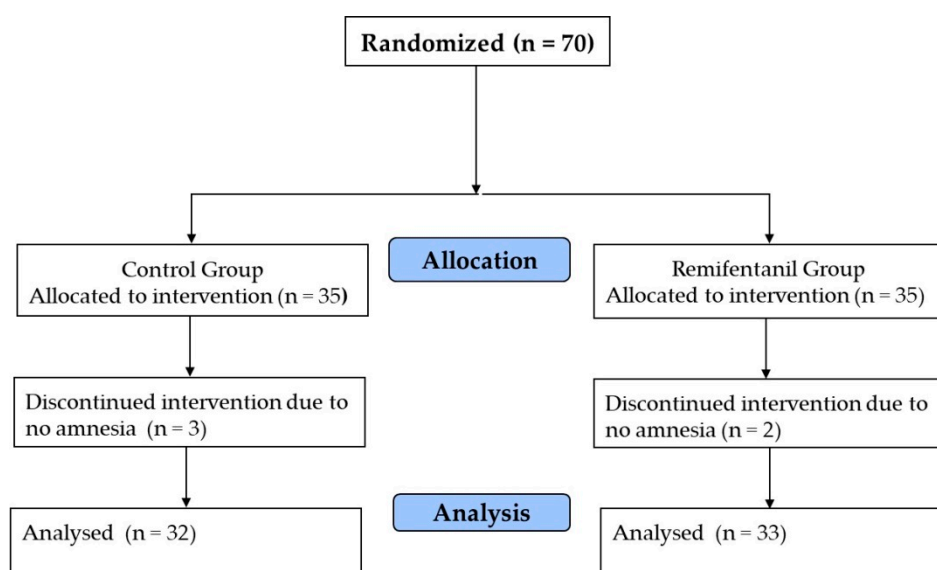 Randomized (n = 70)
Control Group
Allocated to intervention (n = 35)
Allocation
Remifentanil Group
Allocated to intervention (n = 35)
Discontinued intervention due to
no amnesia (n = 3)
Discontinued intervention due to
no amnesia (n = 2)
Analysed (n = 32)
Analysis
Analysed (n = 33)